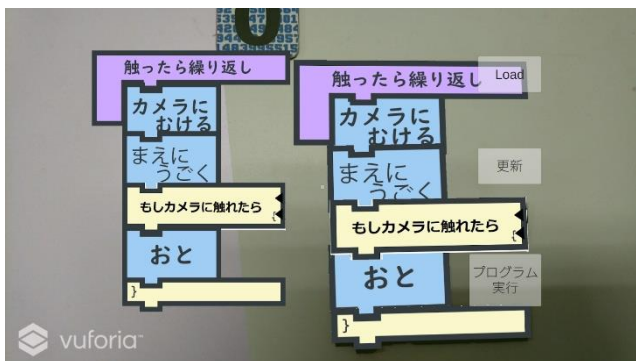 0
触ったら繰り返し
カメラに
むける
まえに
うごく
もしカメラに触れたら
{
おと
}
触ったら繰り返し
カメラに
むける
まえに
うごく
もしカメラに触れたら
{
おと
}
Load
更新
プログラム
実行
vuforia™